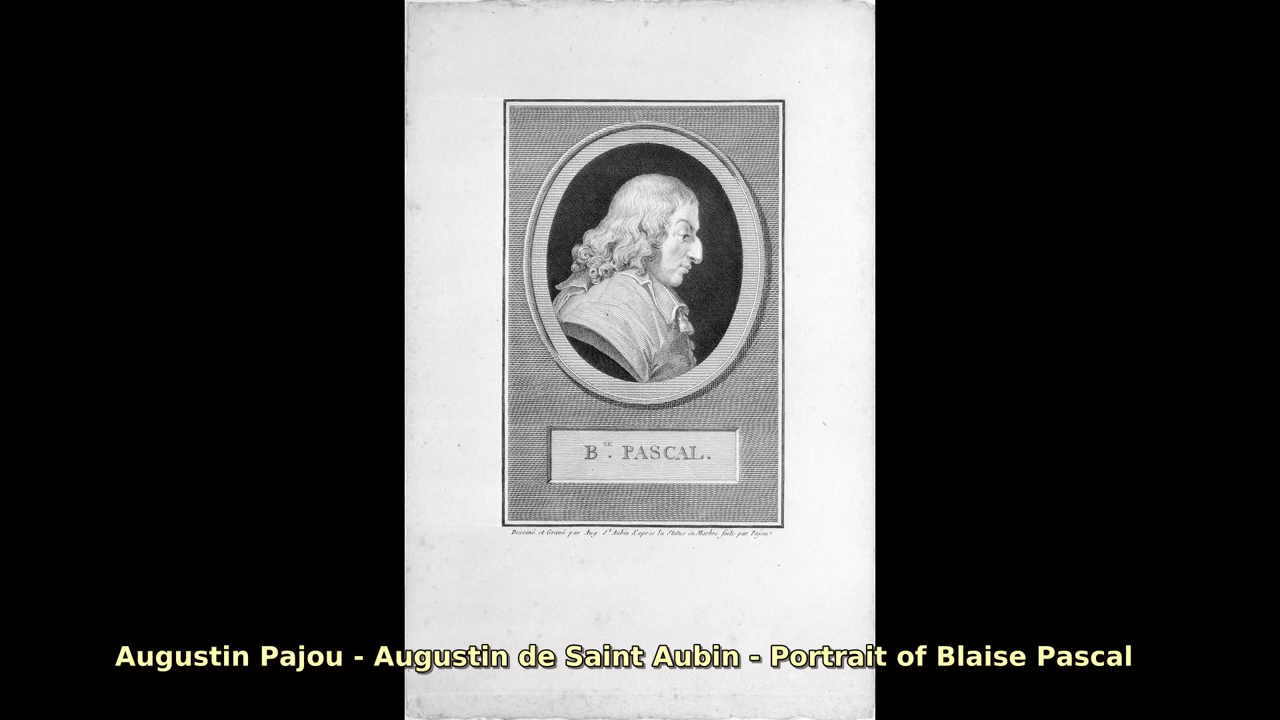 BSE. PASCAL.
Dessiné et Gravé par Aug. St. Aubin d'après la Statue en Marbre faite par Pajou.
Augustin Pajou - Augustin de Saint Aubin - Portrait of Blaise Pascal